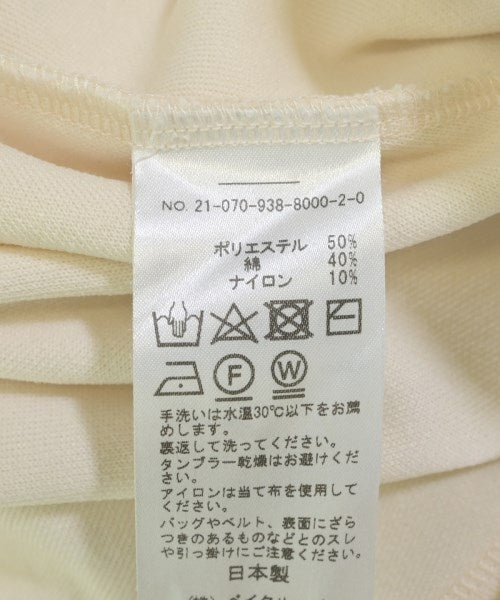 NO. 21-070-938-8000-2-0
ポリエステル 50%
綿 40%
ナイロン 10%
F W
手洗いは水温30℃以下をお薦
めします。
裏返して洗ってください。
タンブラー乾燥はお避けくだ
さい。
アイロンは当て布を使用して
ください。
バッグやベルト、表面にざら
つきのあるものなどとのスレ
や引っ掛けにご注意ください。
日本製